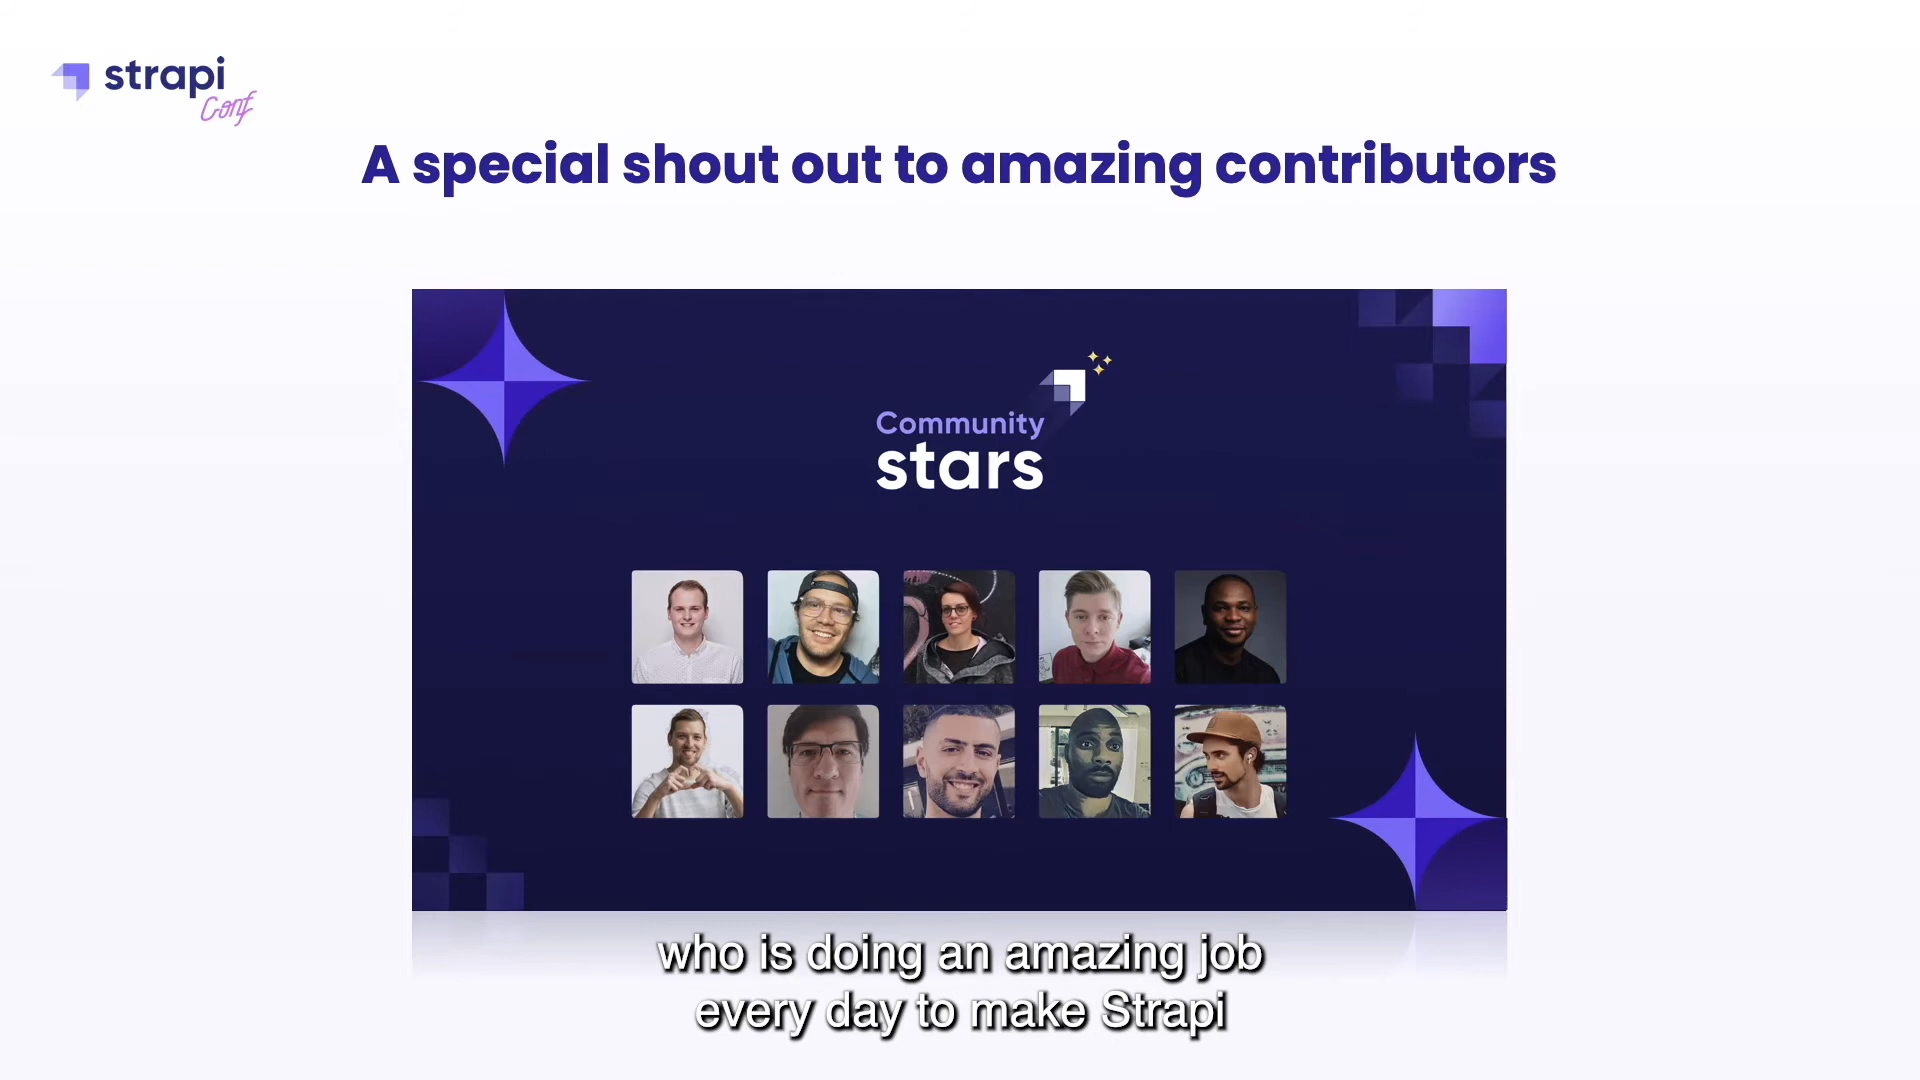 strapi
Conf
A special shout out to amazing contributors
Community
stars
who is doing an amazing job
every day to make Strapi